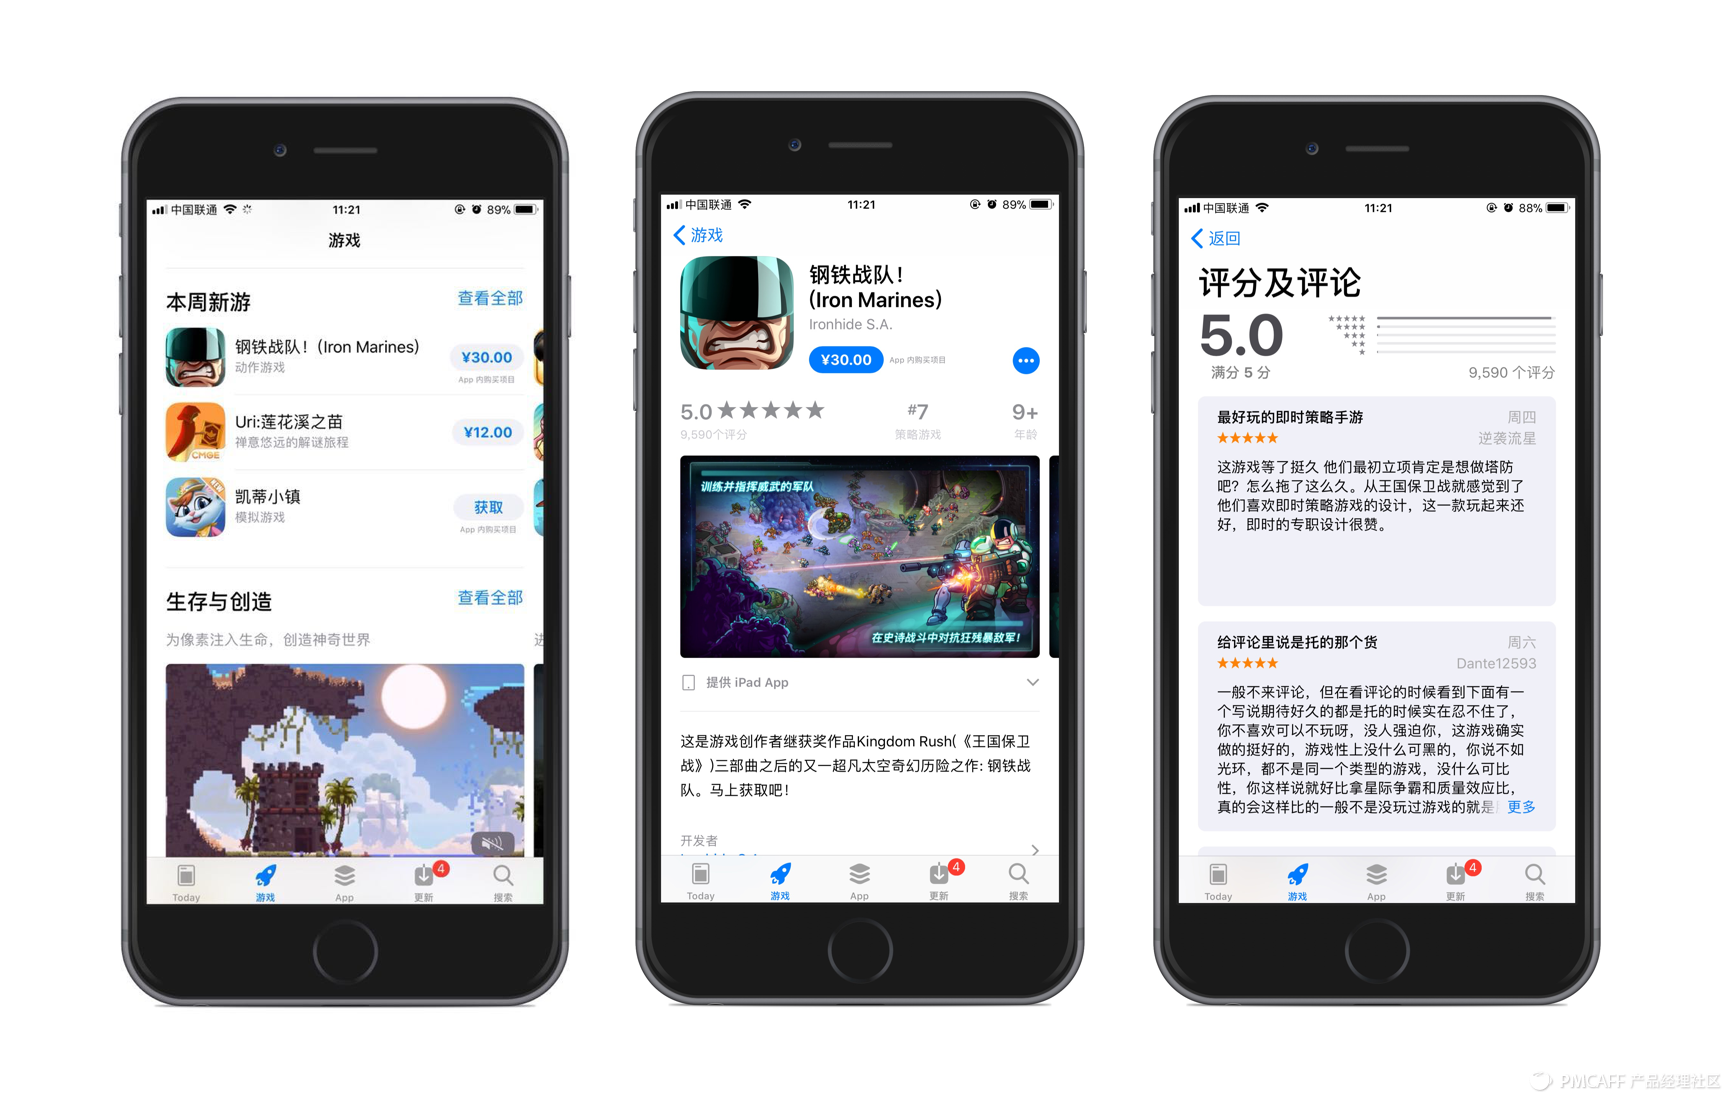 中国联通
11:21
89%
游戏
本周新游
查看全部
钢铁战队！(Iron Marines)
动作游戏
¥30.00
App 内购买项目
CMGE
Uri:莲花溪之苗
禅意悠远的解谜旅程
¥12.00
NEW
凯蒂小镇
模拟游戏
获取
App 内购买项目
生存与创造
查看全部
为像素注入生命，创造神奇世界
进
Today
游戏
App
4
更新
搜索
中国联通
11:21
89%
游戏
钢铁战队！
(Iron Marines)
Ironhide S.A.
¥30.00
App 内购买项目
5.0
9,590个评分
#7
策略游戏
9+
年龄
训练并指挥威武的军队
在史诗战斗中对抗狂残暴敌军！
提供 iPad App
这是游戏创作者继获奖作品Kingdom Rush(《王国保卫
战》)三部曲之后的又一超凡太空奇幻历险之作: 钢铁战
队。马上获取吧！
开发者
Today
游戏
App
4
更新
搜索
中国联通
11:21
88%
返回
评分及评论
5.0
满分 5 分
9,590 个评分
最好玩的即时策略手游
周四
逆袭流星
这游戏等了挺久 他们最初立项肯定是想做塔防
吧？怎么拖了这么久。从王国保卫战就感觉到了
他们喜欢即时策略游戏的设计，这一款玩起来还
好，即时的专职设计很赞。
给评论里说是托的那个货
周六
Dante12593
一般不来评论，但在看评论的时候看到下面有一
个写说期待好久的都是托的时候实在忍不住了，
你不喜欢可以不玩呀，没人强迫你，这游戏确实
做的挺好的，游戏性上没什么可黑的，你说不如
光环，都不是同一个类型的游戏，没什么可比
性，你这样说就好比拿星际争霸和质量效应比，
真的会这样比的一般不是没玩过游戏的就是
更多
Today
游戏
App
4
更新
搜索
PMCAFF 产品经理社区